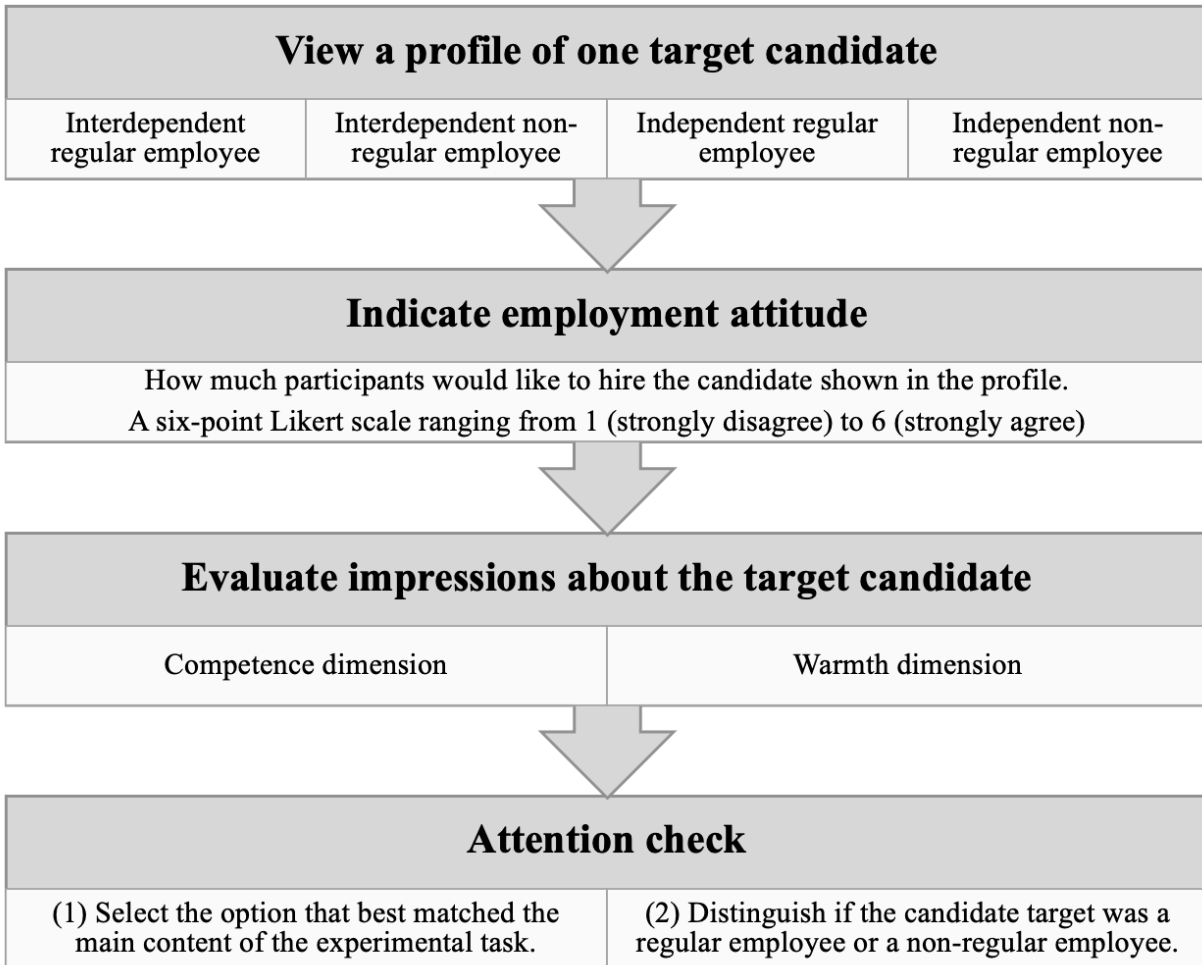 View a profile of one target candidate
Interdependent
regular employee
Interdependent non-
regular employee
Independent regular
employee
Independent non-
regular employee
Indicate employment attitude
How much participants would like to hire the candidate shown in the profile.
A six-point Likert scale ranging from 1 (strongly disagree) to 6 (strongly agree)
Evaluate impressions about the target candidate
Competence dimension
Warmth dimension
Attention check
(1) Select the option that best matched the
main content of the experimental task.
(2) Distinguish if the candidate target was a
regular employee or a non-regular employee.